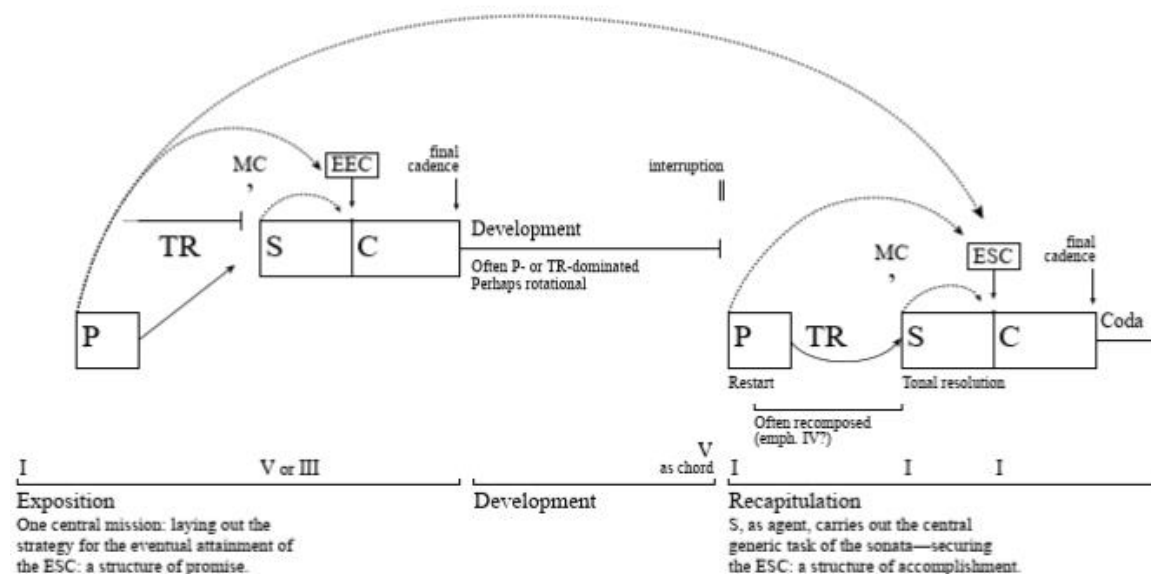 MC
,
EEC
final
cadence
interruption
TR
S
C
Development
Often P- or TR-dominated
Perhaps rotational
P
MC
,
ESC
final
cadence
P
TR
S
C
Coda
Restart
Tonal resolution
Often recomposed
(emph. IV?)
I
V or III
V
as chord
I
I
I
Exposition
One central mission: laying out the
strategy for the eventual attainment of
the ESC: a structure of promise.
Development
Recapitulation
S, as agent, carries out the central
generic task of the sonata—securing
the ESC: a structure of accomplishment.